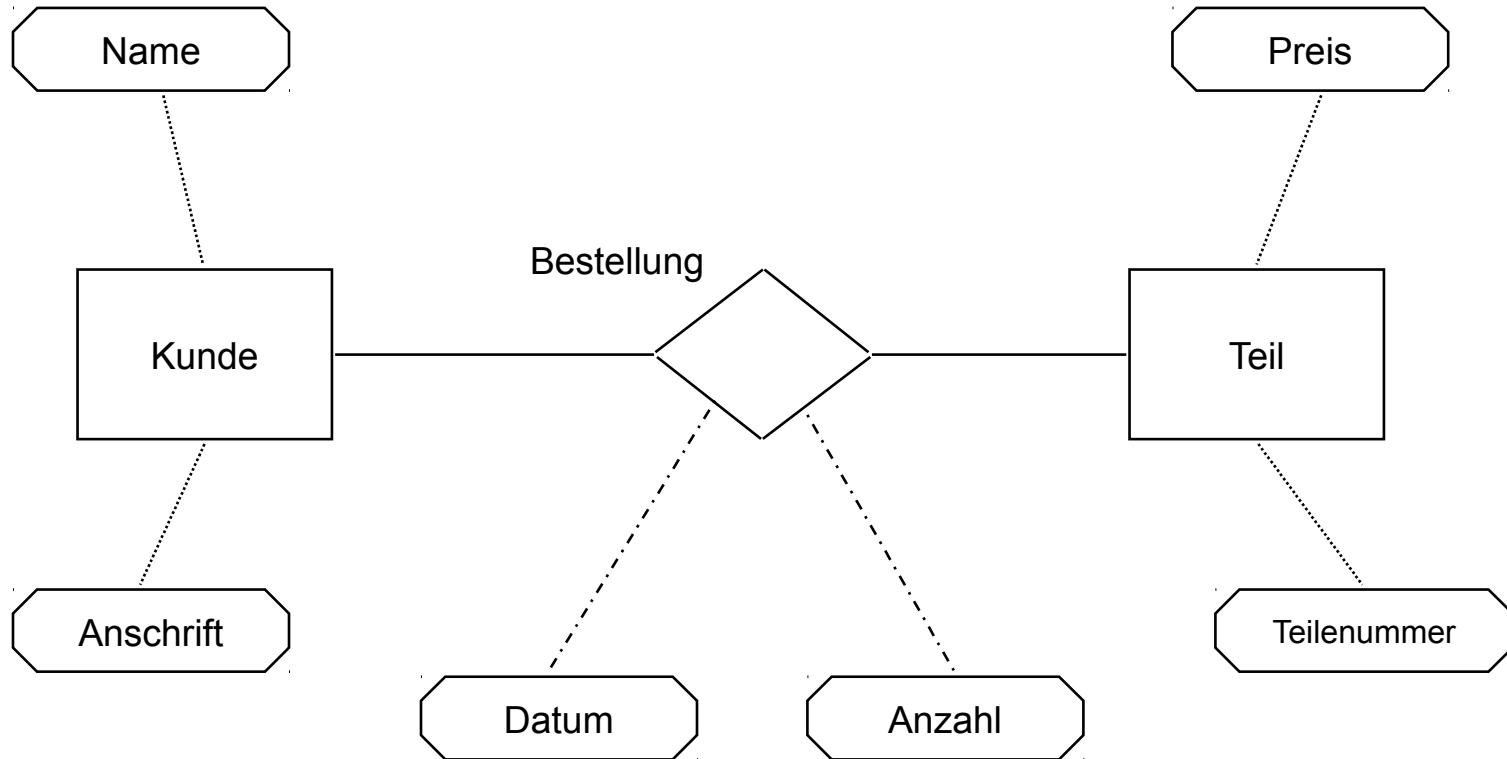 Name
Preis
Bestellung
Kunde
Teil
Anschrift
Teilenummer
Datum
Anzahl